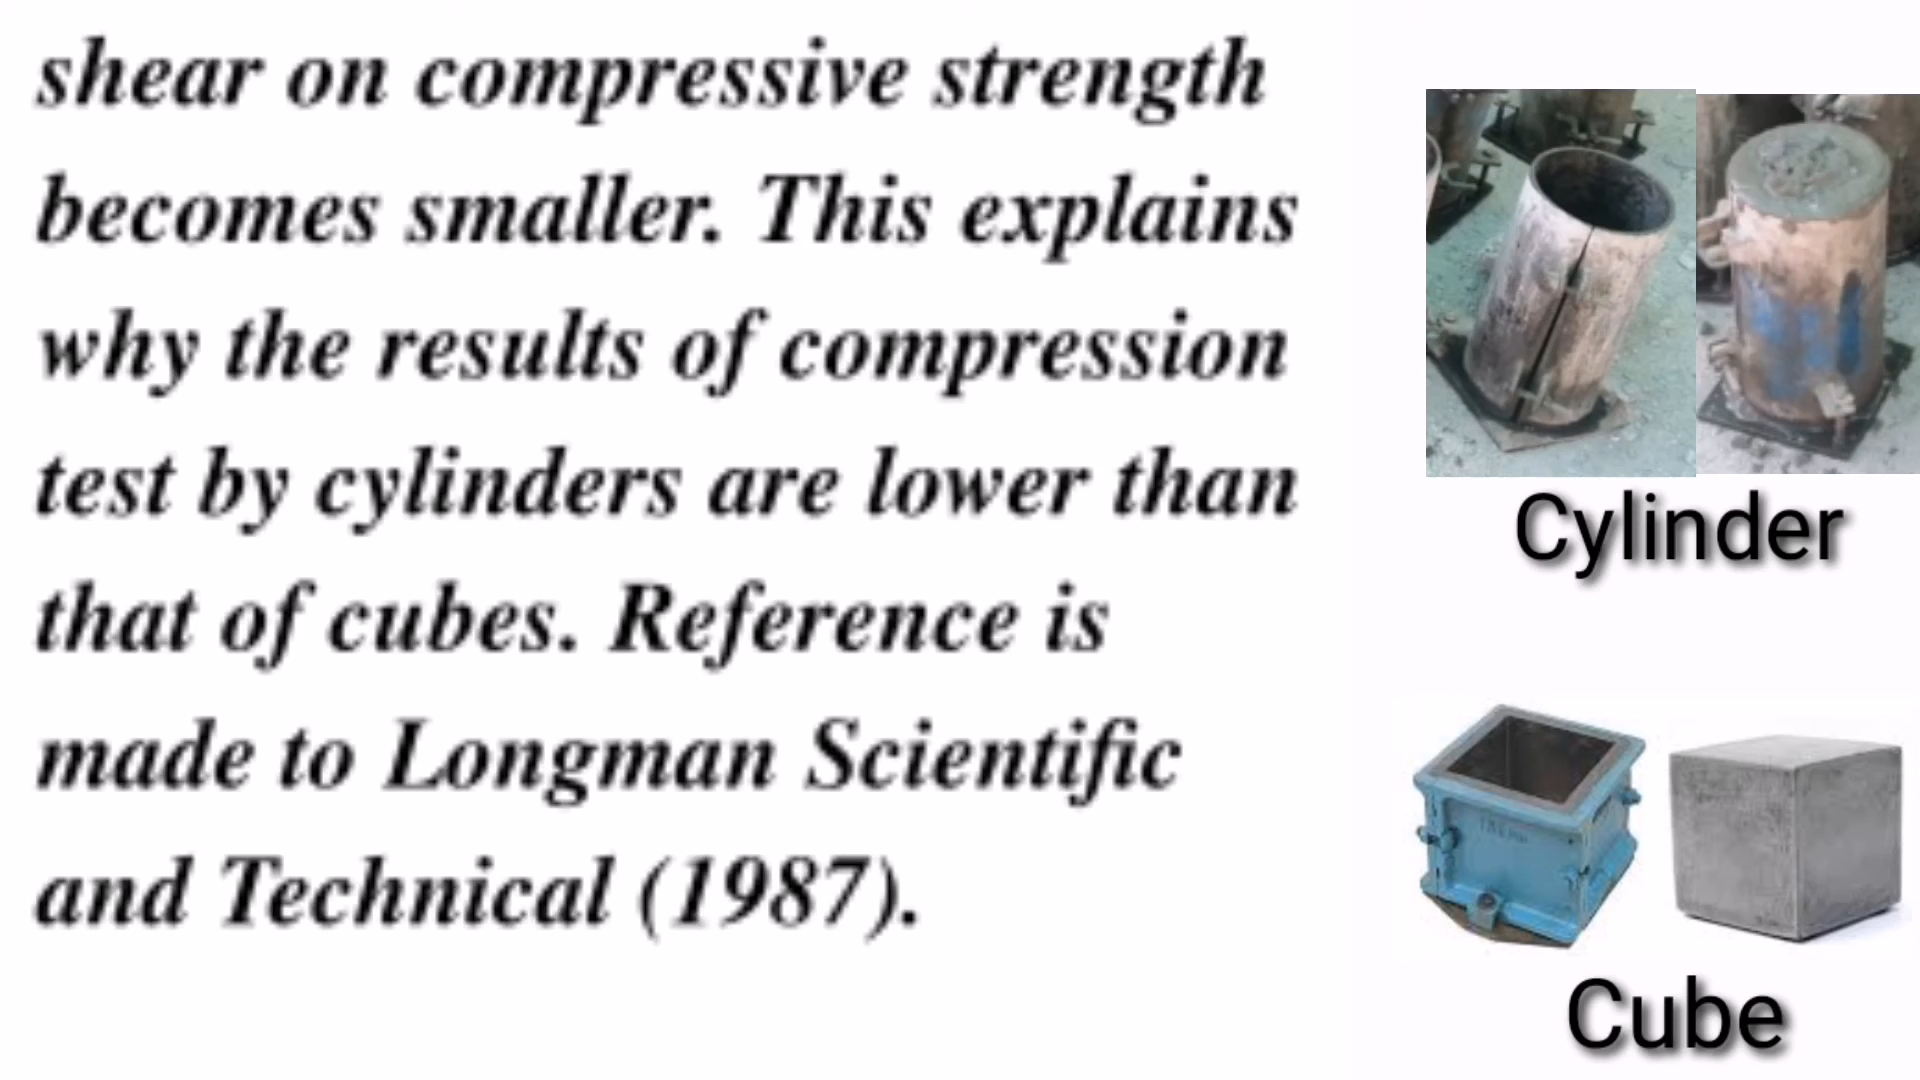 shear on compressive strength
becomes smaller. This explains
why the results of compression
test by cylinders are lower than
that of cubes. Reference is
made to Longman Scientific
and Technical (1987).
Cylinder
Cube